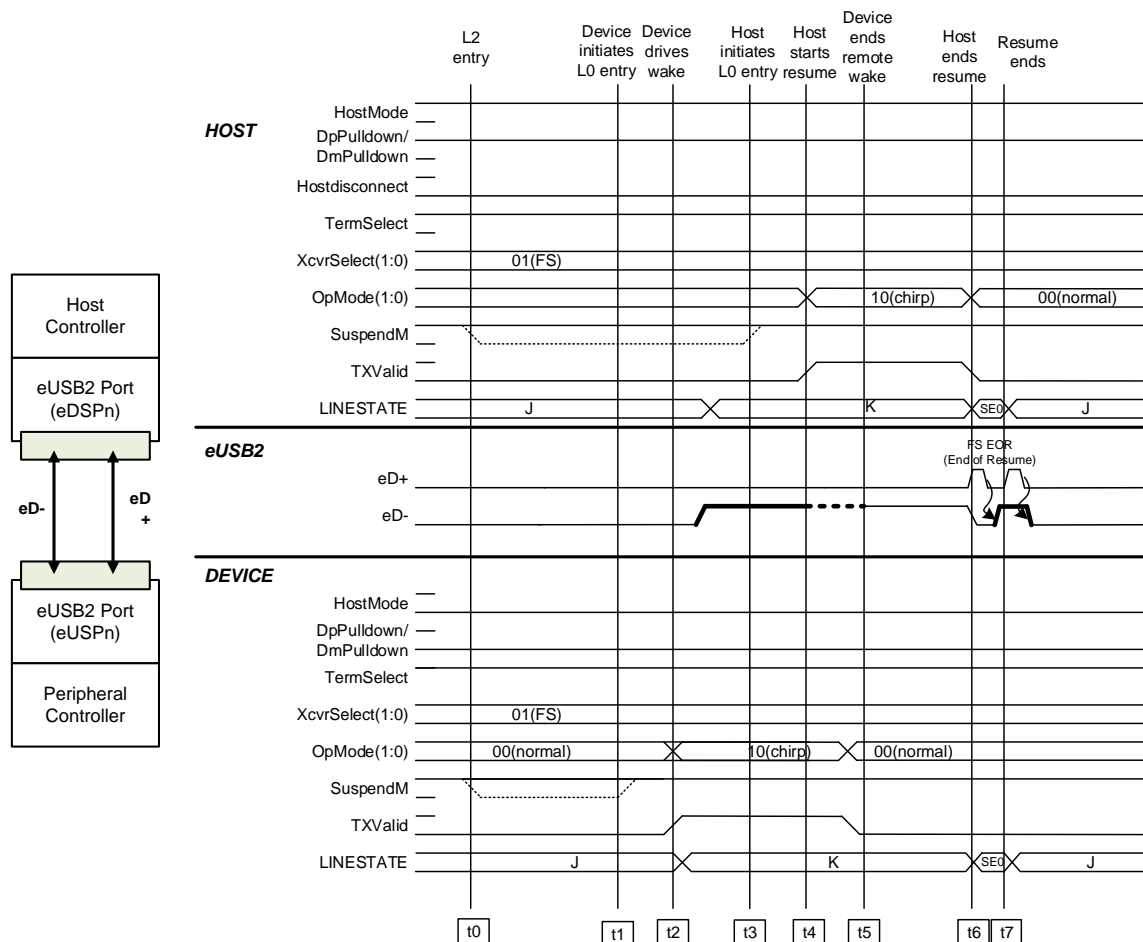 L2
entry
Device
initiates
L0 entry
Device
drives
wake
Host
initiates
L0 entry
Host
starts
resume
Device
ends
remote
wake
Host
ends
resume
Resume
ends
HOST
HostMode
DpPulldown/
DmPulldown
Hostdisconnect
TermSelect
XcvrSelect(1:0)
01(FS)
OpMode(1:0)
10(chirp)
00(normal)
SuspendM
TXValid
LINESTATE
J
K
SE0
J
Host
Controller
eUSB2 Port
(eDSPn)
eD-
eD
+
eUSB2 Port
(eUSPn)
Peripheral
Controller
eUSB2
FS EOR
(End of Resume)
eD+
eD-
DEVICE
HostMode
DpPulldown/
DmPulldown
TermSelect
XcvrSelect(1:0)
01(FS)
OpMode(1:0)
00(normal)
10(chirp)
00(normal)
SuspendM
TXValid
LINESTATE
J
K
SE0
J
t0
t1
t2
t3
t4
t5
t6
t7